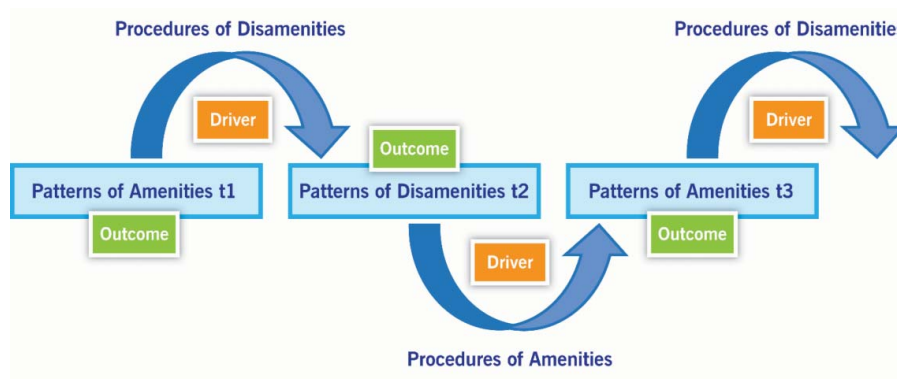 Procedures of Disamenities
Procedures of Disamenitie
Driver
Driver
Outcome
Patterns of Amenities t1
Patterns of Disamenities t2
Patterns of Amenities t3
Outcome
Outcome
Driver
Procedures of Amenities